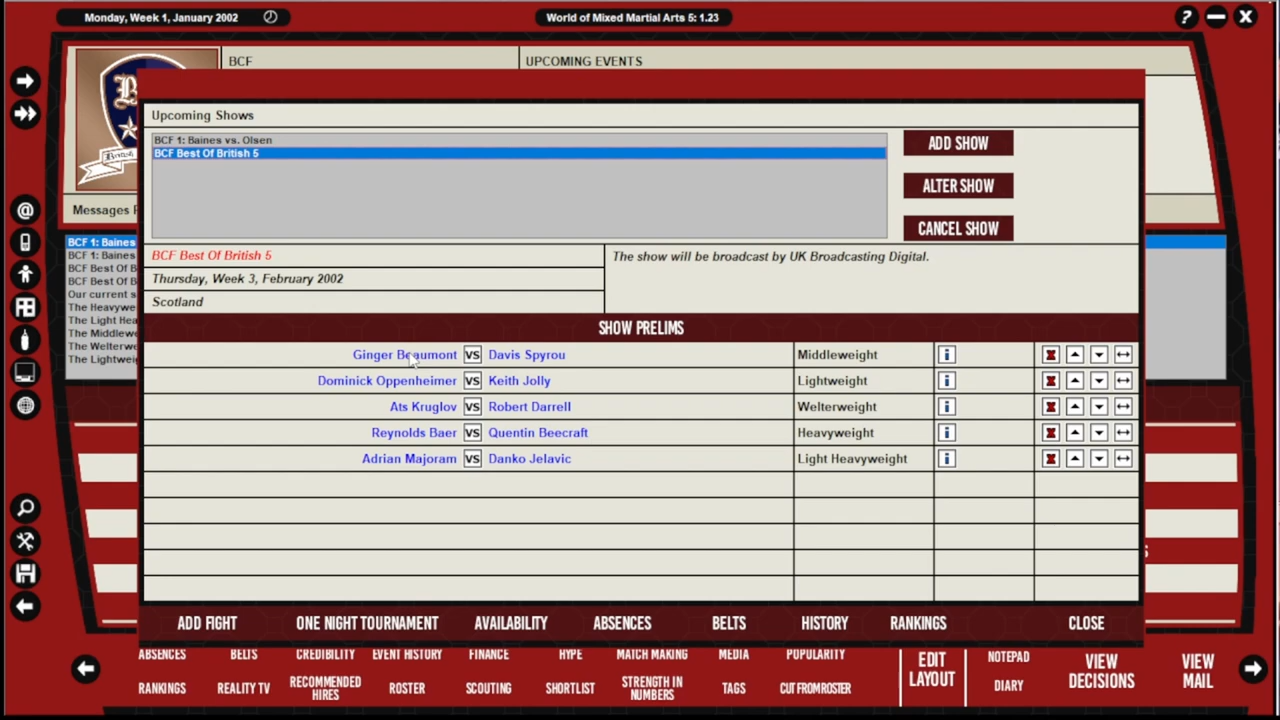 Monday, Week 1, January 2002
World of Mixed Martial Arts 5: 1.23
?
BCF
UPCOMING EVENTS
Upcoming Shows
BCF 1: Baines vs. Olsen
BCF Best Of British 5
ADD SHOW
ALTER SHOW
CANCEL SHOW
Messages
BCF Best Of British 5
The show will be broadcast by UK Broadcasting Digital.
Thursday, Week 3, February 2002
Scotland
BCF 1: Baines
BCF 1: Baines
BCF Best Of B
BCF Best Of B
Our current s
The Heavywe
The Light Hea
The Middlewe
The Welterwe
The Lightweig
SHOW PRELIMS
Ginger Beaumont VS Davis Spyrou Middleweight i
Dominick Oppenheimer VS Keith Jolly Lightweight i
Ats Kruglov VS Robert Darrell Welterweight i
Reynolds Baer VS Quentin Beecraft Heavyweight i
Adrian Majoram VS Danko Jelavic Light Heavyweight i
ADD FIGHT ONE NIGHT TOURNAMENT AVAILABILITY ABSENCES BELTS HISTORY RANKINGS CLOSE
ABSENCES BELTS CREDIBILITY EVENT HISTORY FINANCE HYPE MATCH MAKING MEDIA POPULARITY
RANKINGS REALITY TV RECOMMENDED HIRES ROSTER SCOUTING SHORTLIST STRENGTH IN NUMBERS TAGS CUT FROM ROSTER
EDIT LAYOUT
NOTEPAD
DIARY
VIEW DECISIONS
VIEW MAIL